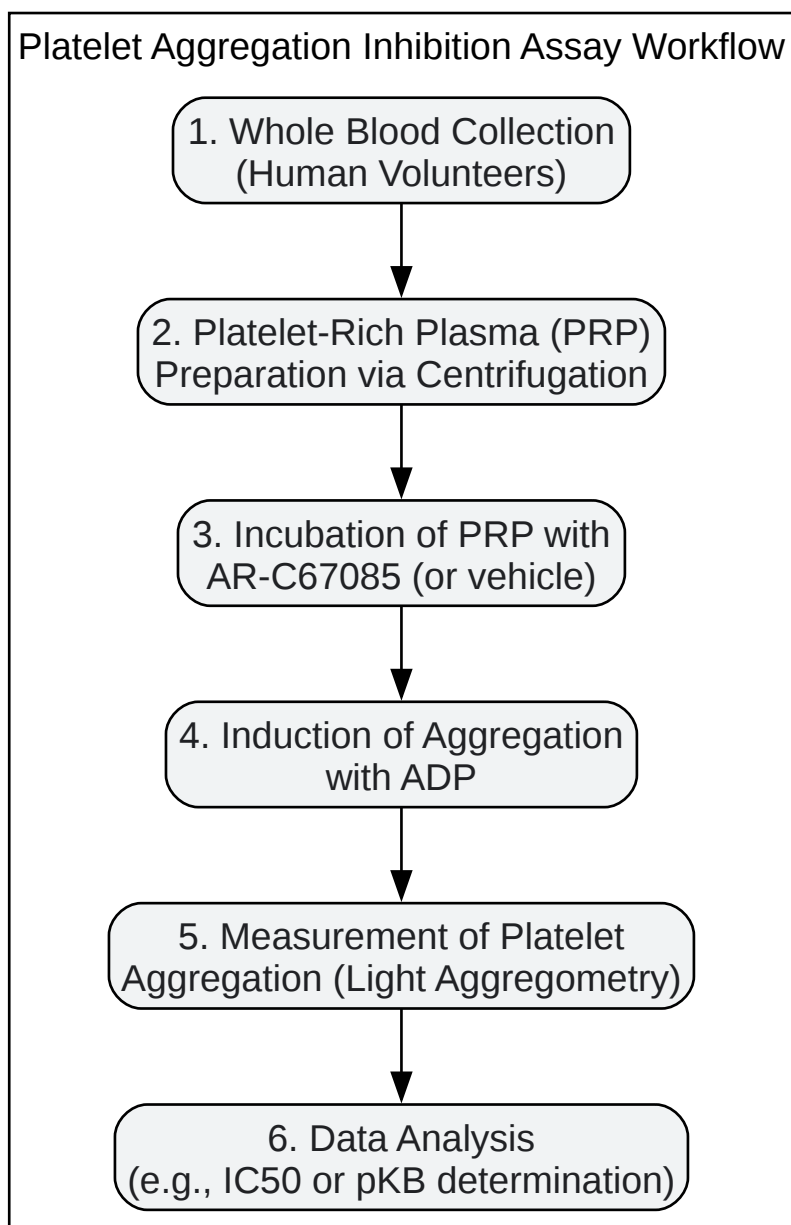 Platelet Aggregation Inhibition Assay Workflow
1. Whole Blood Collection
(Human Volunteers)
2. Platelet-Rich Plasma (PRP)
Preparation via Centrifugation
3. Incubation of PRP with
AR-C67085 (or vehicle)
4. Induction of Aggregation
with ADP
5. Measurement of Platelet
Aggregation (Light Aggregometry)
6. Data Analysis
(e.g., IC50 or pKB determination)